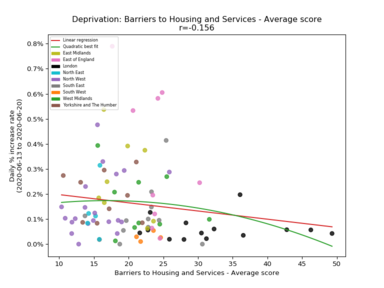 Deprivation: Barriers to Housing and Services - Average score
r=-0.156
Daily % increase rate
(2020-06-13 to 2020-06-20)
0.8%
0.7%
0.6%
0.5%
0.4%
0.3%
0.2%
0.1%
0.0%
Linear regression
Quadratic best fit
East Midlands
East of England
London
North East
North West
South East
South West
West Midlands
Yorkshire and The Humber
10 15 20 25 30 35 40 45 50
Barriers to Housing and Services - Average score